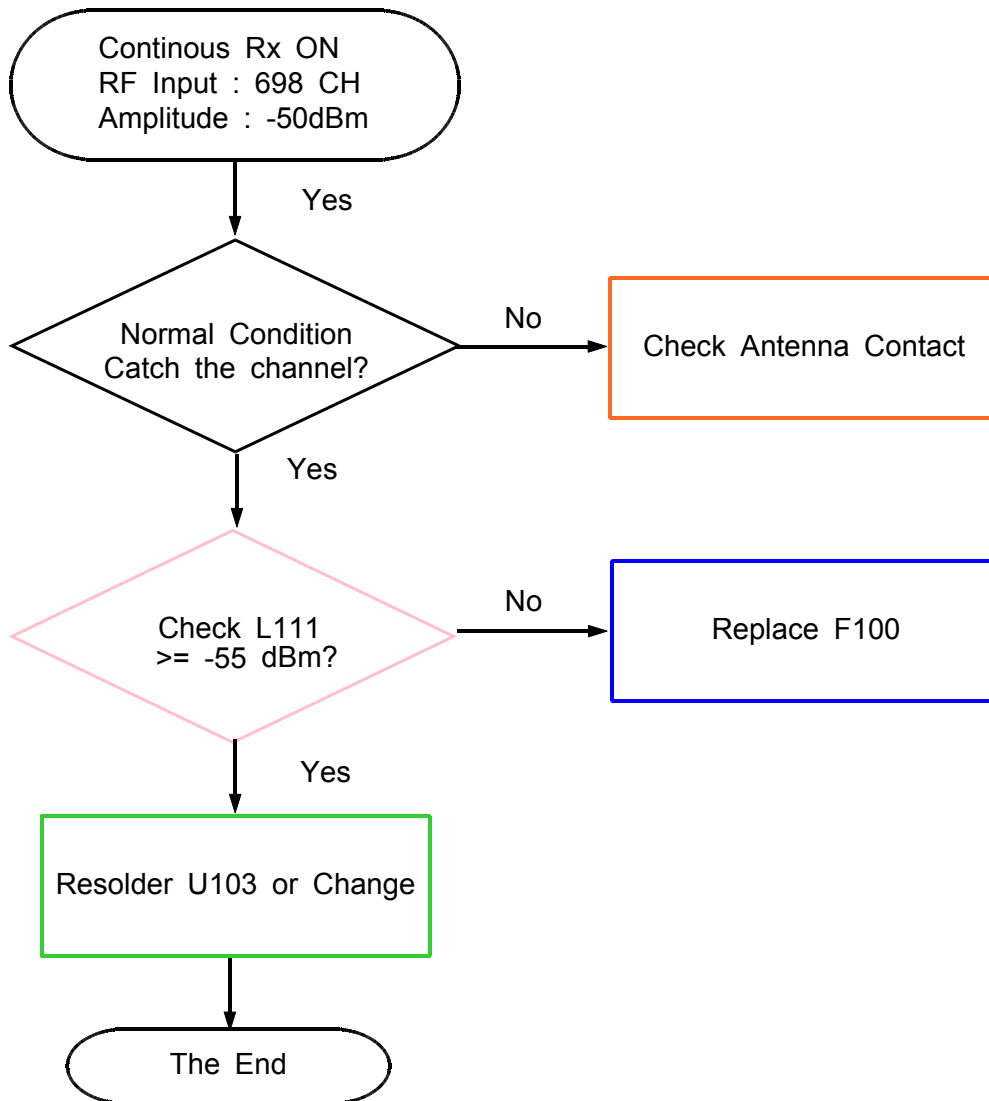 Continous Rx ON
RF Input : 698 CH
Amplitude : -50dBm
Yes
Normal Condition
Catch the channel?
No
Check Antenna Contact
Yes
Check L111
>= -55 dBm?
No
Replace F100
Yes
Resolder U103 or Change
The End